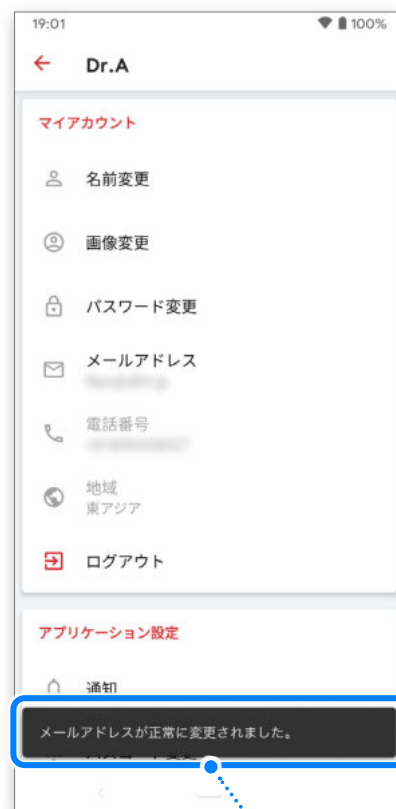 19:01 100%
Dr.A
マイアカウント
名前変更
画像変更
パスワード変更
メールアドレス
電話番号
地域
東アジア
ログアウト
アプリケーション設定
通知
メールアドレスが正常に変更されました。